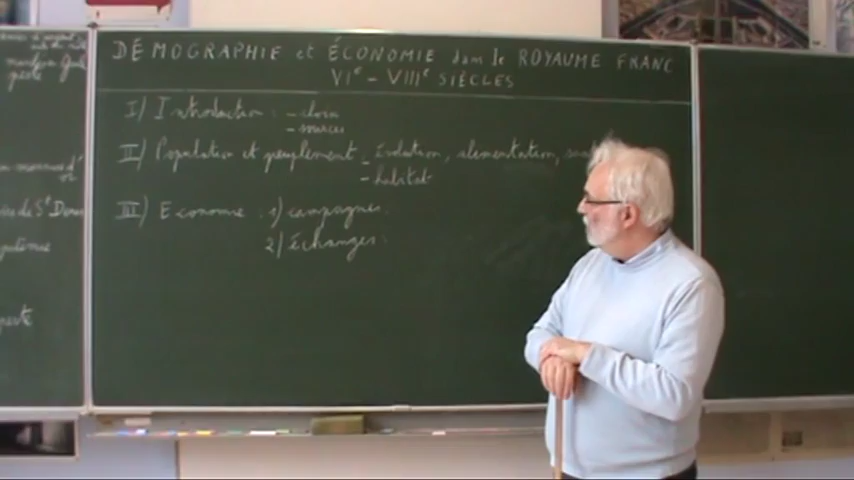 DÉMOGRAPHIE et ÉCONOMIE dans le ROYAUME FRANC
VIe - VIIIe SIÈCLES
I) Introduction : - choix
- sources
II) Population et peuplement - évolution, alimentation,
- habitat
III) Economie : 1) campagnes.
2) échanges :